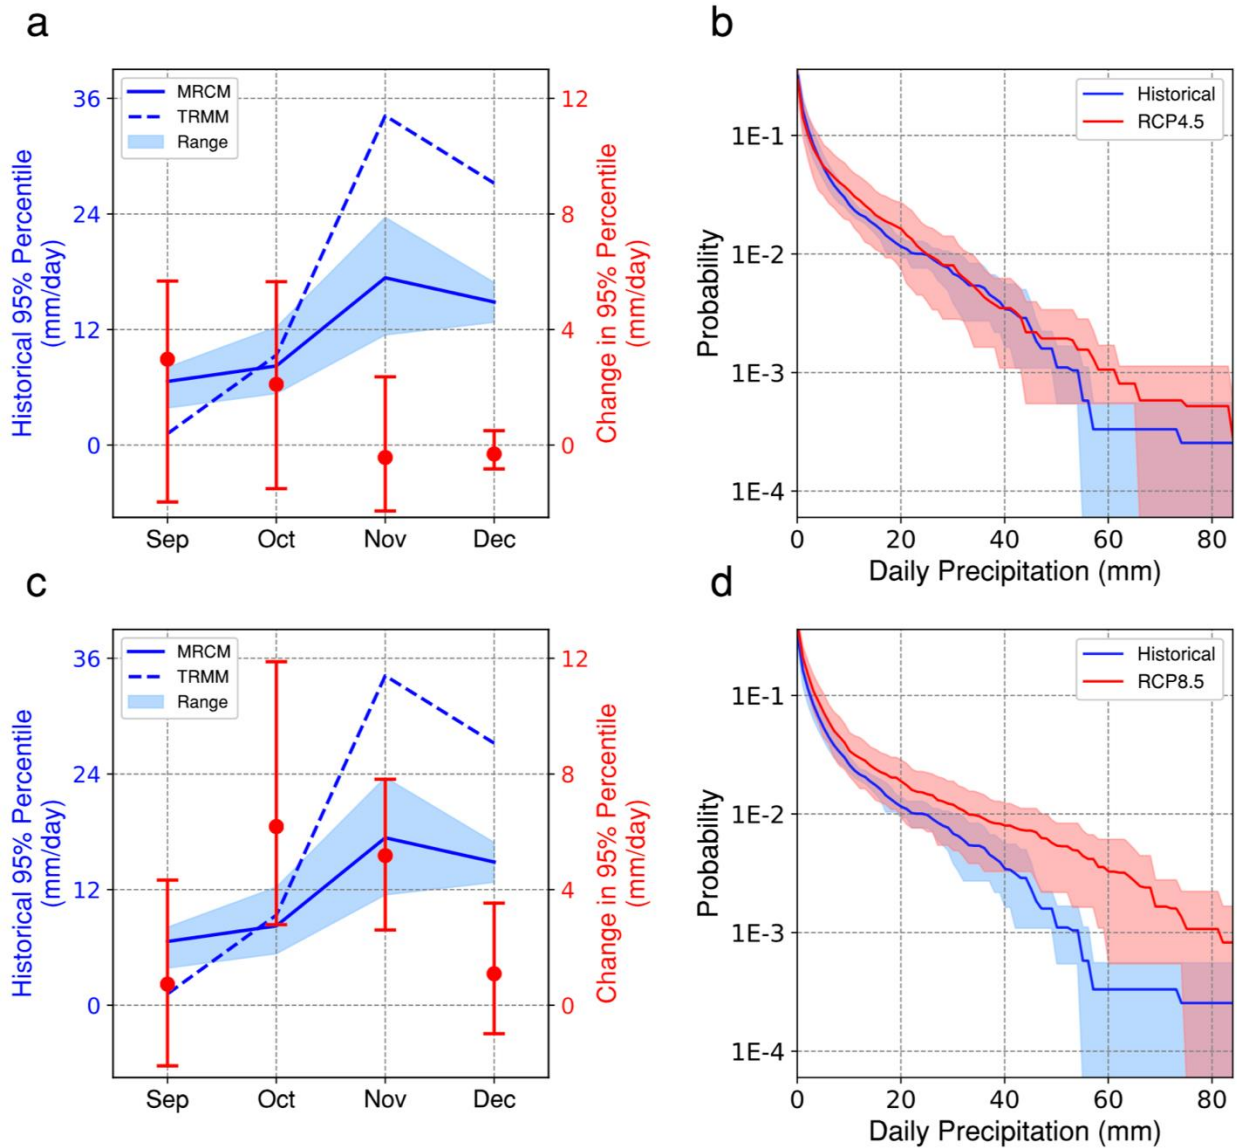 a
MRCM
TRMM
Range
36
24
12
0
Historical 95% Percentile
(mm/day)
12
8
4
0
Change in 95% Percentile
(mm/day)
Sep Oct Nov Dec
b
Historical
RCP4.5
1E-1
1E-2
1E-3
1E-4
Probability
0 20 40 60 80
Daily Precipitation (mm)
c
MRCM
TRMM
Range
36
24
12
0
Historical 95% Percentile
(mm/day)
12
8
4
0
Change in 95% Percentile
(mm/day)
Sep Oct Nov Dec
d
Historical
RCP8.5
1E-1
1E-2
1E-3
1E-4
Probability
0 20 40 60 80
Daily Precipitation (mm)